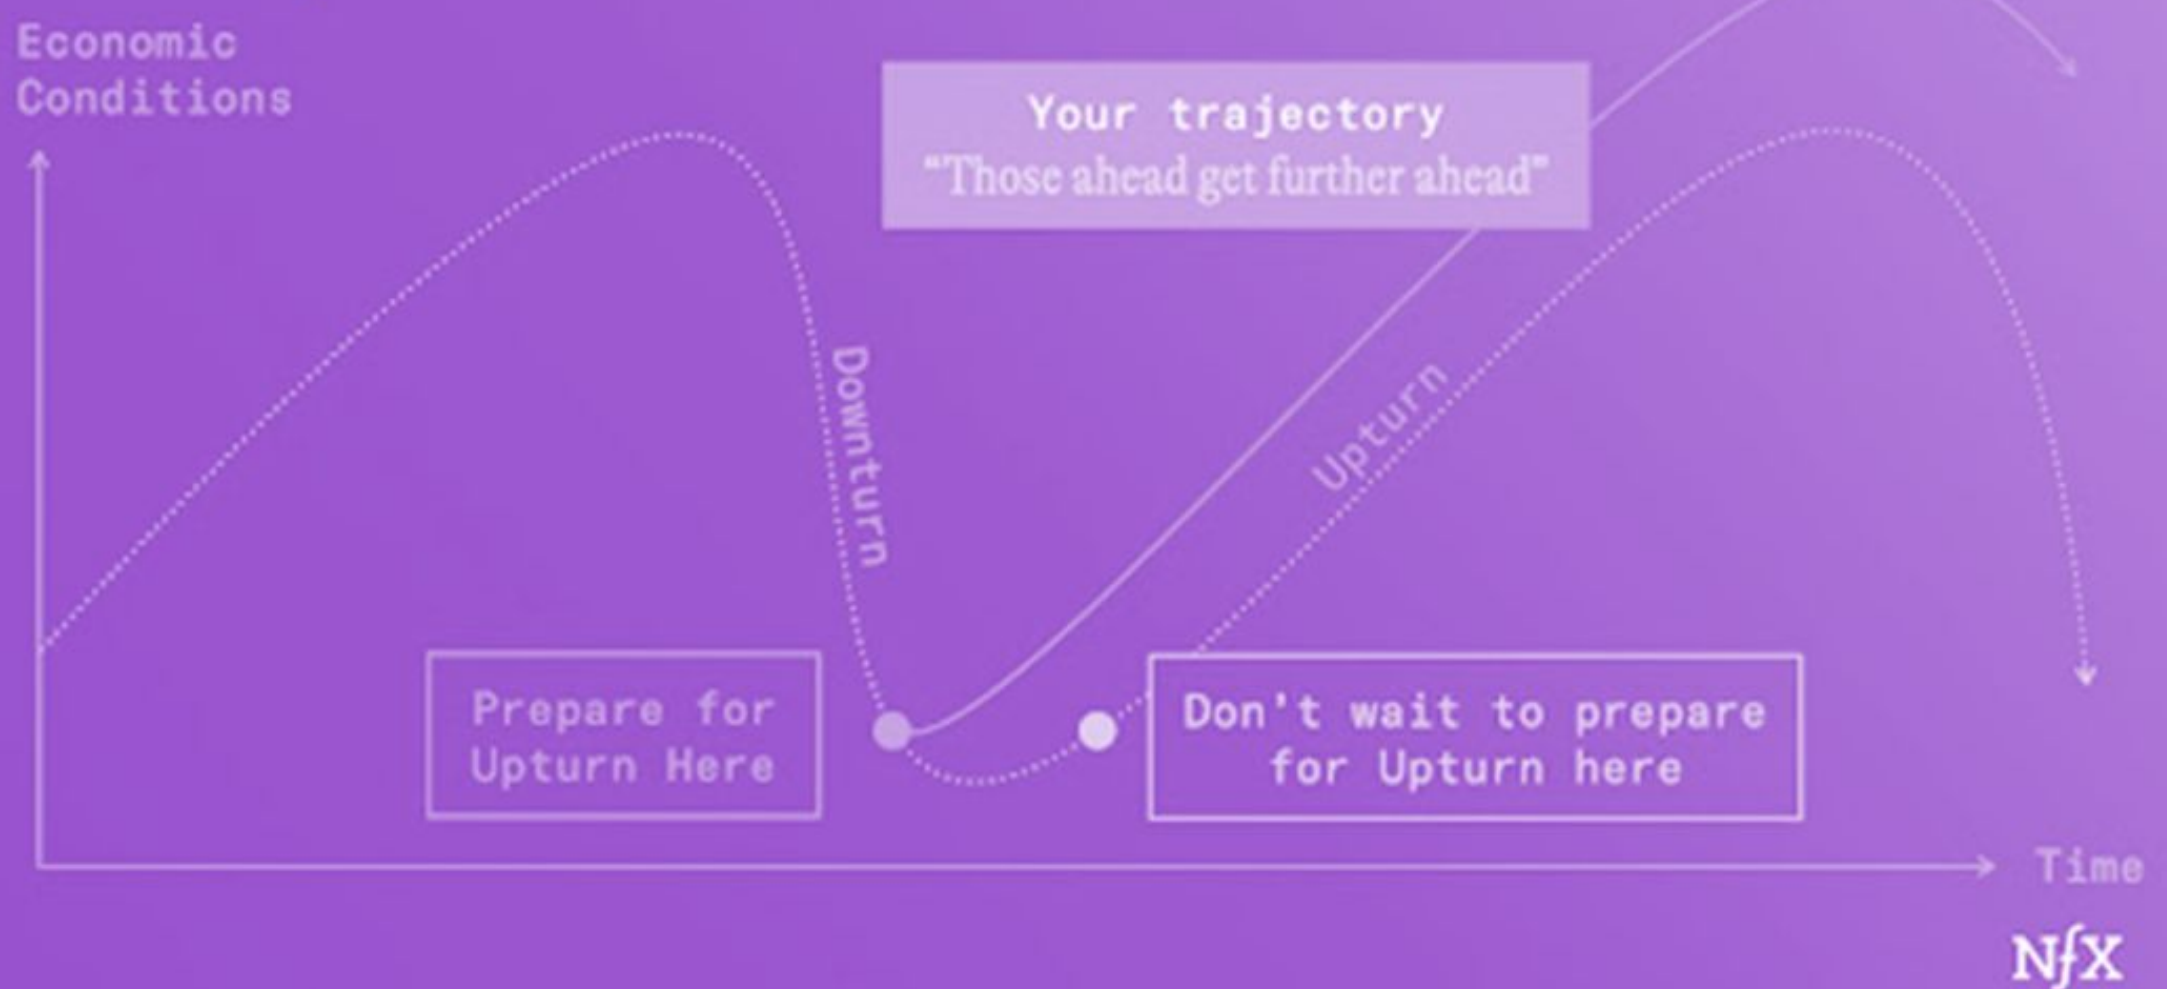 Economic
Conditions
Your trajectory
“Those ahead get further ahead”
Downturn
Upturn
Prepare for
Upturn Here
Don't wait to prepare
for Upturn here
Time
NfX